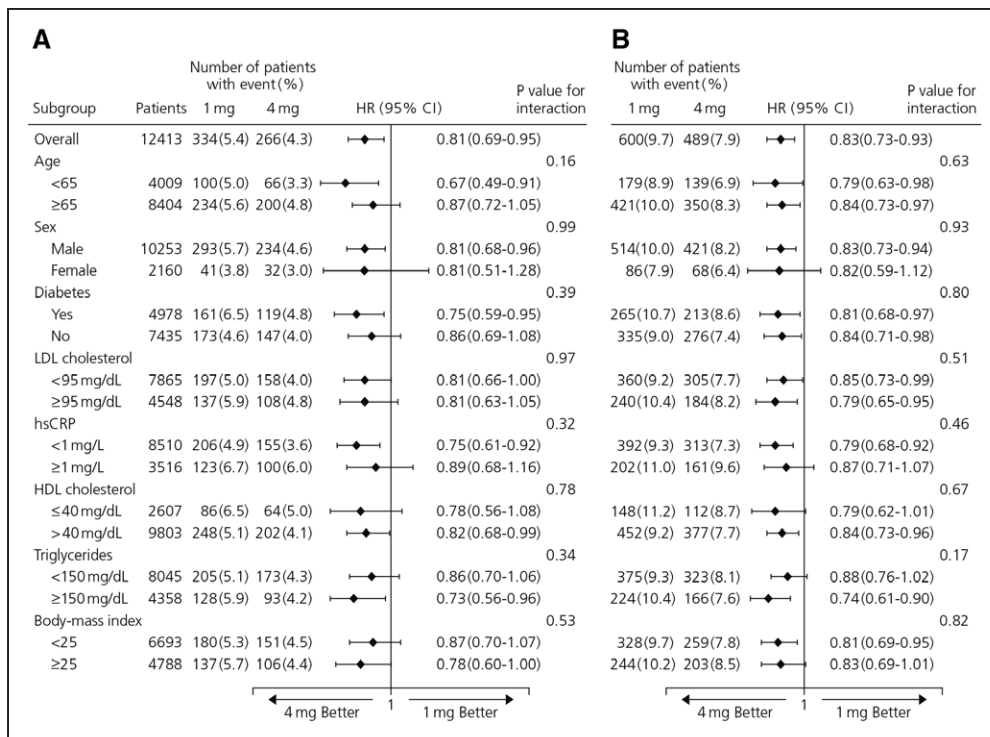 A B
Number of patients with event (%) P value for interaction P value for interaction
Subgroup Patients 1 mg 4 mg HR (95% CI) Number of patients with event (%) 1 mg 4 mg HR (95% CI)
Overall 12413 334(5.4) 266(4.3) 0.81(0.69-0.95) 600(9.7) 489(7.9) 0.83(0.73-0.93)
Age 0.16 0.63
<65 4009 100(5.0) 66(3.3) 0.67(0.49-0.91) 179(8.9) 139(6.9) 0.79(0.63-0.98)
≥65 8404 234(5.6) 200(4.8) 0.87(0.72-1.05) 421(10.0) 350(8.3) 0.84(0.73-0.97)
Sex 0.99 0.93
Male 10253 293(5.7) 234(4.6) 0.81(0.68-0.96) 514(10.0) 421(8.2) 0.83(0.73-0.94)
Female 2160 41(3.8) 32(3.0) 0.81(0.51-1.28) 86(7.9) 68(6.4) 0.82(0.59-1.12)
Diabetes 0.39 0.80
Yes 4978 161(6.5) 119(4.8) 0.75(0.59-0.95) 265(10.7) 213(8.6) 0.81(0.68-0.97)
No 7435 173(4.6) 147(4.0) 0.86(0.69-1.08) 335(9.0) 276(7.4) 0.84(0.71-0.98)
LDL cholesterol 0.97 0.51
<95 mg/dL 7865 197(5.0) 158(4.0) 0.81(0.66-1.00) 360(9.2) 305(7.7) 0.85(0.73-0.99)
≥95 mg/dL 4548 137(5.9) 108(4.8) 0.81(0.63-1.05) 240(10.4) 184(8.2) 0.79(0.65-0.95)
hsCRP 0.32 0.46
<1 mg/L 8510 206(4.9) 155(3.6) 0.75(0.61-0.92) 392(9.3) 313(7.3) 0.79(0.68-0.92)
≥1 mg/L 3516 123(6.7) 100(6.0) 0.89(0.68-1.16) 202(11.0) 161(9.6) 0.87(0.71-1.07)
HDL cholesterol 0.78 0.67
≤40 mg/dL 2607 86(6.5) 64(5.0) 0.78(0.56-1.08) 148(11.2) 112(8.7) 0.79(0.62-1.01)
>40 mg/dL 9803 248(5.1) 202(4.1) 0.82(0.68-0.99) 452(9.2) 377(7.7) 0.84(0.73-0.96)
Triglycerides 0.34 0.17
<150 mg/dL 8045 205(5.1) 173(4.3) 0.86(0.70-1.06) 375(9.3) 323(8.1) 0.88(0.76-1.02)
≥150 mg/dL 4358 128(5.9) 93(4.2) 0.73(0.56-0.96) 224(10.4) 166(7.6) 0.74(0.61-0.90)
Body-mass index 0.53 0.82
<25 6693 180(5.3) 151(4.5) 0.87(0.70-1.07) 328(9.7) 259(7.8) 0.81(0.69-0.95)
≥25 4788 137(5.7) 106(4.4) 0.78(0.60-1.00) 244(10.2) 203(8.5) 0.83(0.69-1.01)
4 mg Better 1 1 mg Better 4 mg Better 1 1 mg Better